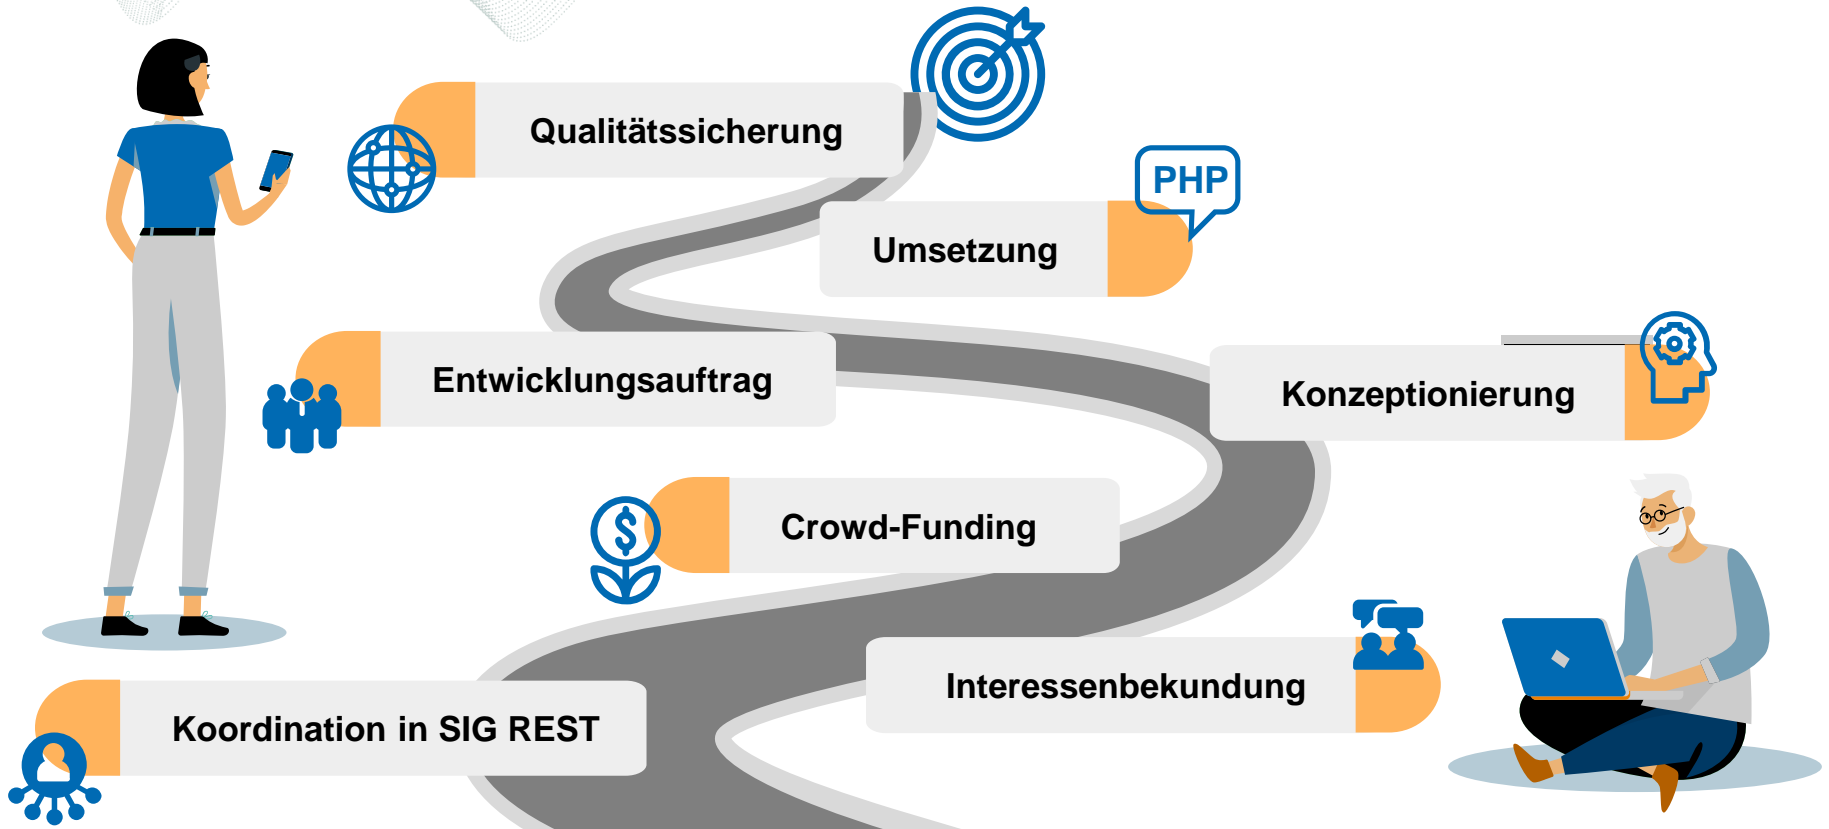 Qualitätssicherung
PHP
Umsetzung
Entwicklungsauftrag
Konzeptionierung
$
Crowd-Funding
Interessenbekundung
Koordination in SIG REST